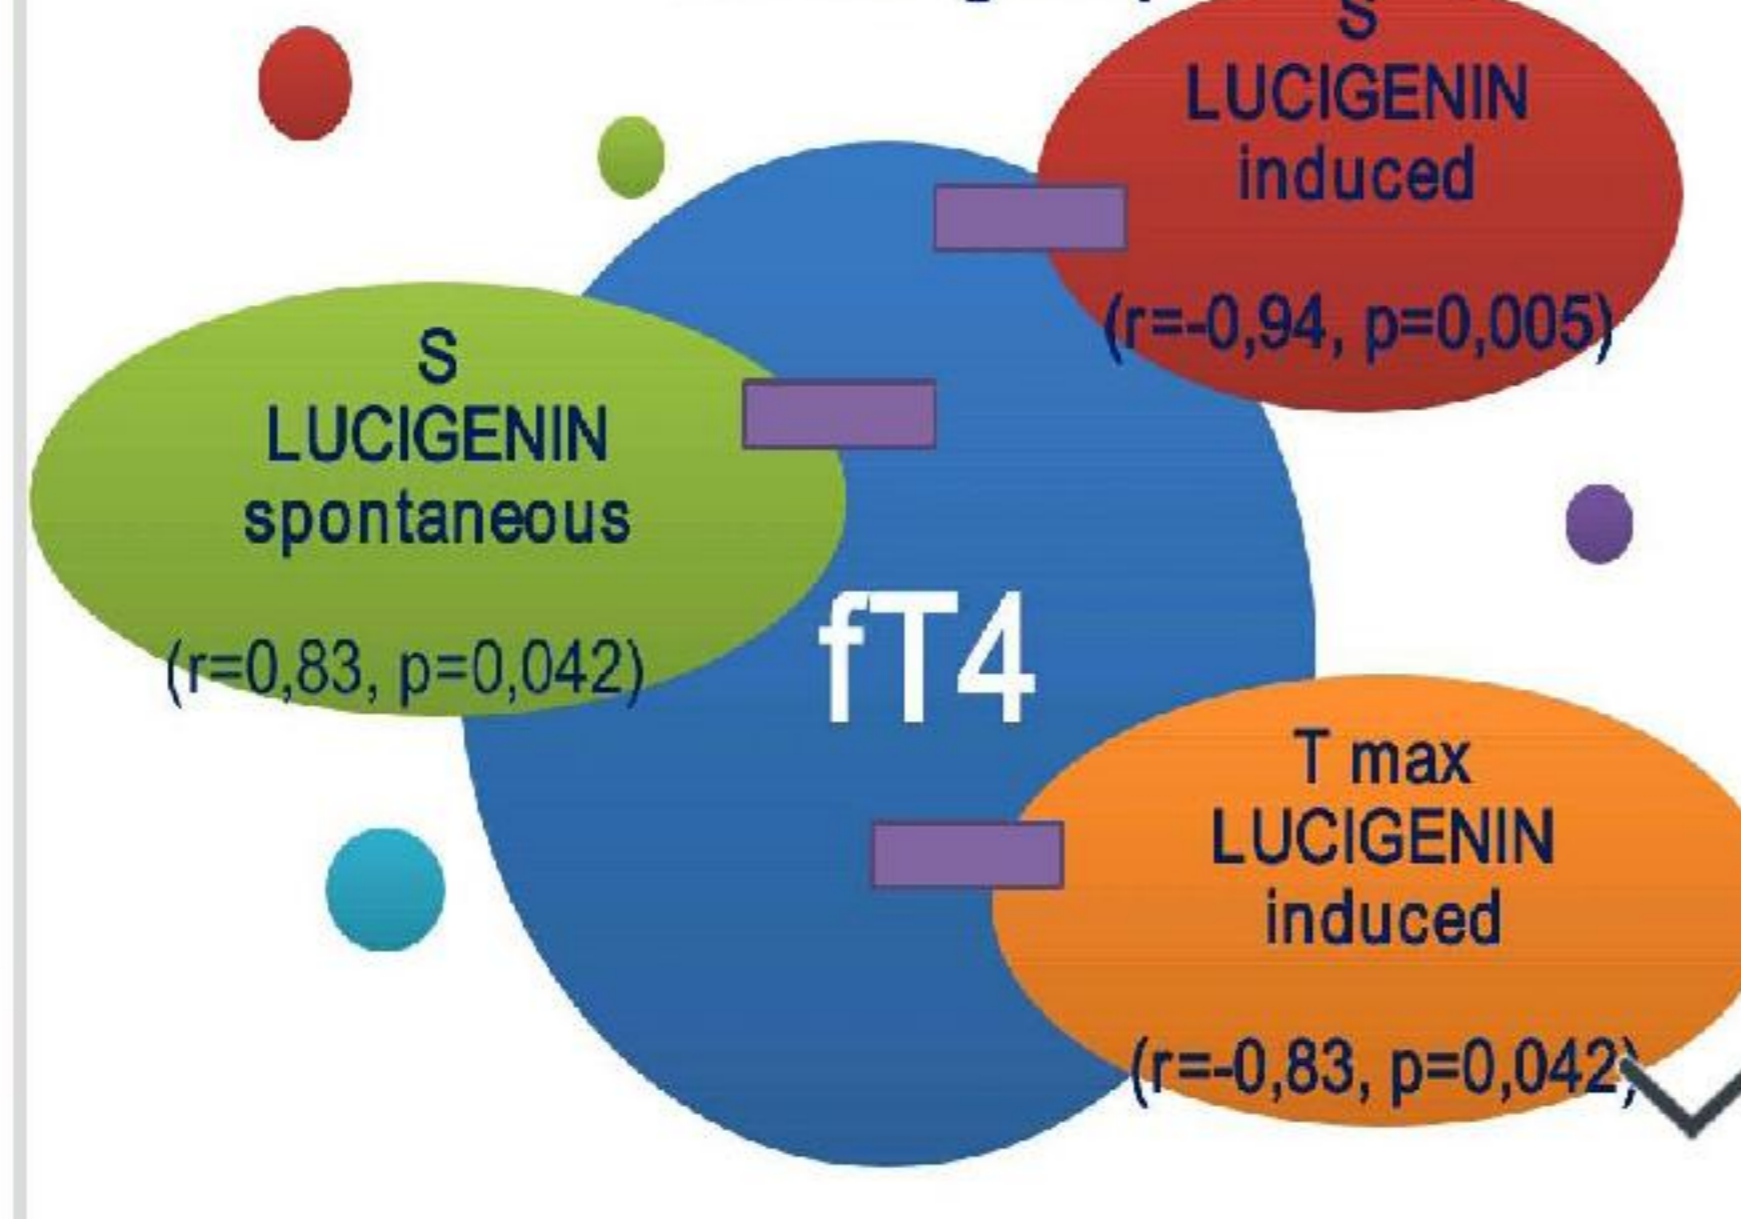 S
LUCIGENIN
induced
(r=-0,94, p=0,005)
S
LUCIGENIN
spontaneous
(r=0,83, p=0,042)
fT4
T max
LUCIGENIN
induced
(r=-0,83, p=0,042)